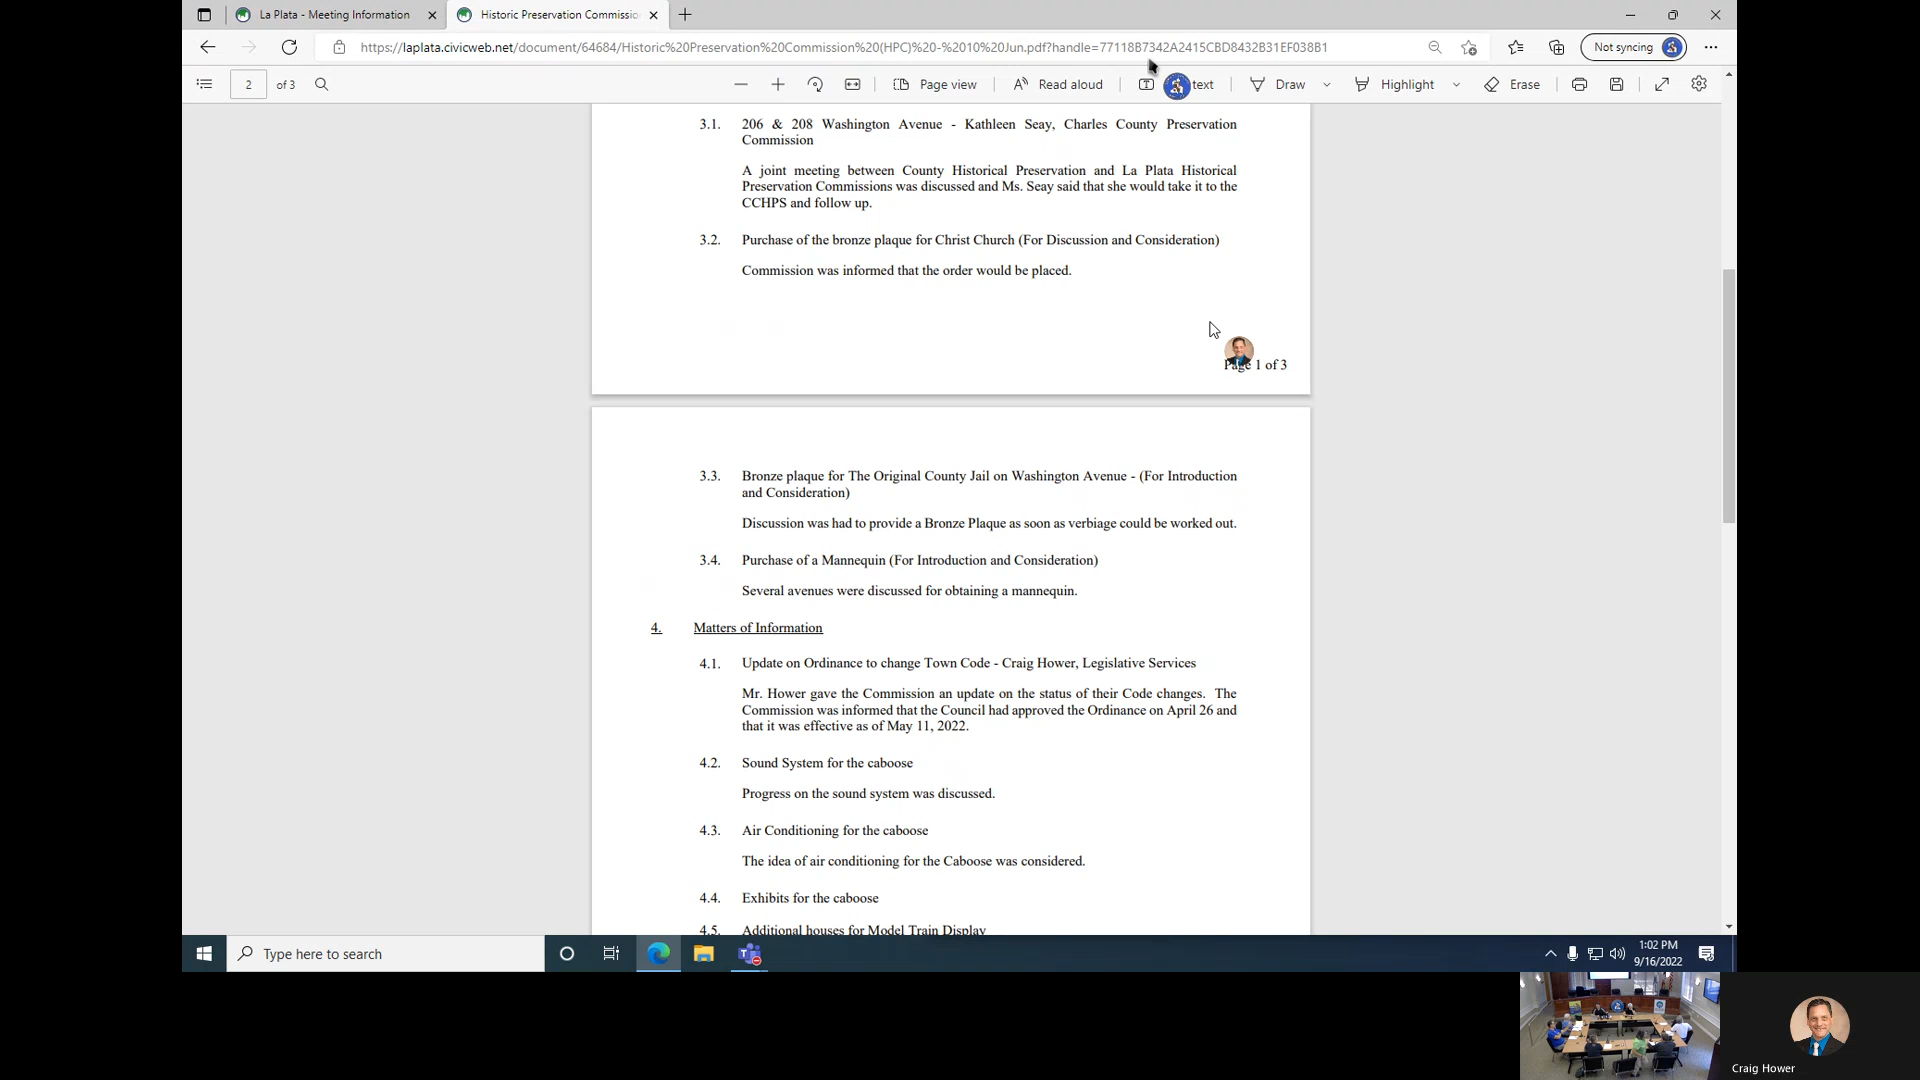 La Plata - Meeting Information
Historic Preservation Commissio
https://laplata.civicweb.net/document/64684/Historic%20Preservation%20Commission%20(HPC)%20-%2010%20Jun.pdf?handle=77118B7342A2415CBD8432B31EF038B1
Not syncing
2 of 3
Page view
Read aloud
text
Draw
Highlight
Erase
3.1. 206 & 208 Washington Avenue - Kathleen Seay, Charles County Preservation
Commission
A joint meeting between County Historical Preservation and La Plata Historical
Preservation Commissions was discussed and Ms. Seay said that she would take it to the
CCHPS and follow up.
3.2. Purchase of the bronze plaque for Christ Church (For Discussion and Consideration)
Commission was informed that the order would be placed.
Page 1 of 3
3.3. Bronze plaque for The Original County Jail on Washington Avenue - (For Introduction
and Consideration)
Discussion was had to provide a Bronze Plaque as soon as verbiage could be worked out.
3.4. Purchase of a Mannequin (For Introduction and Consideration)
Several avenues were discussed for obtaining a mannequin.
4. Matters of Information
4.1. Update on Ordinance to change Town Code - Craig Hower, Legislative Services
Mr. Hower gave the Commission an update on the status of their Code changes. The
Commission was informed that the Council had approved the Ordinance on April 26 and
that it was effective as of May 11, 2022.
4.2. Sound System for the caboose
Progress on the sound system was discussed.
4.3. Air Conditioning for the caboose
The idea of air conditioning for the Caboose was considered.
4.4. Exhibits for the caboose
4.5. Additional houses for Model Train Display
Type here to search
1:02 PM
9/16/2022
Craig Hower